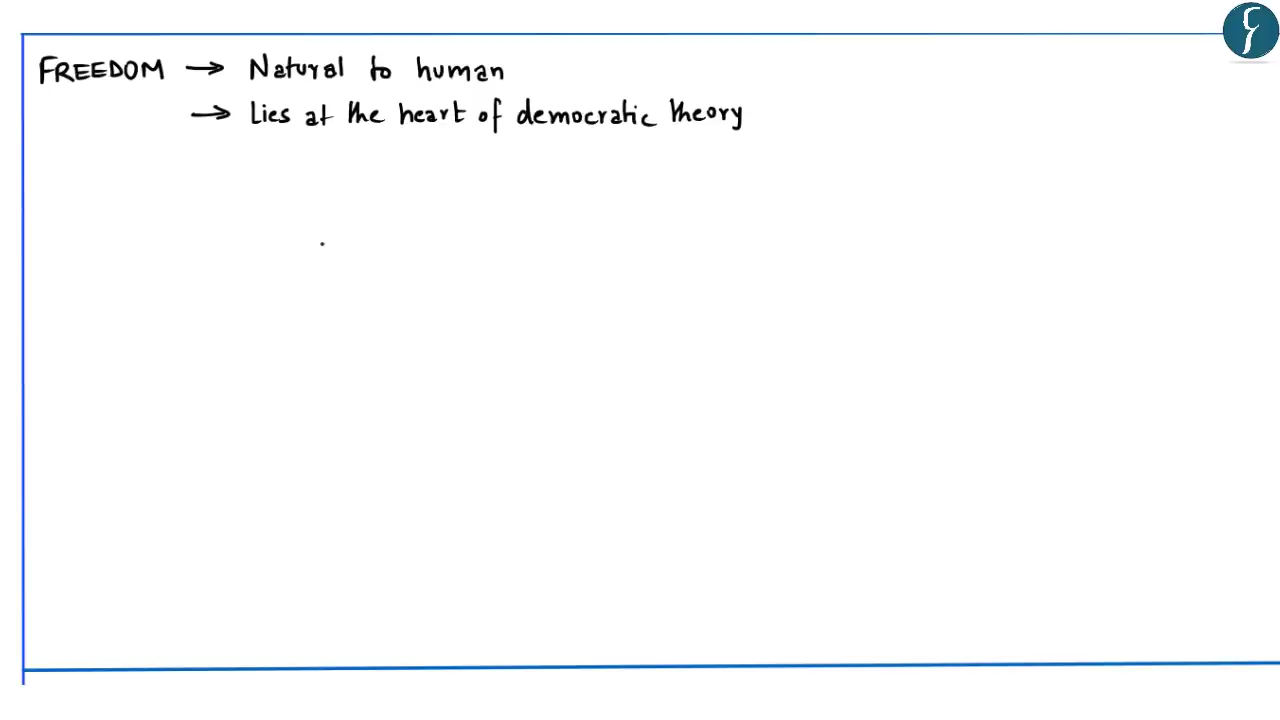 FREEDOM → Natural to human
→ Lies at the heart of democratic theory